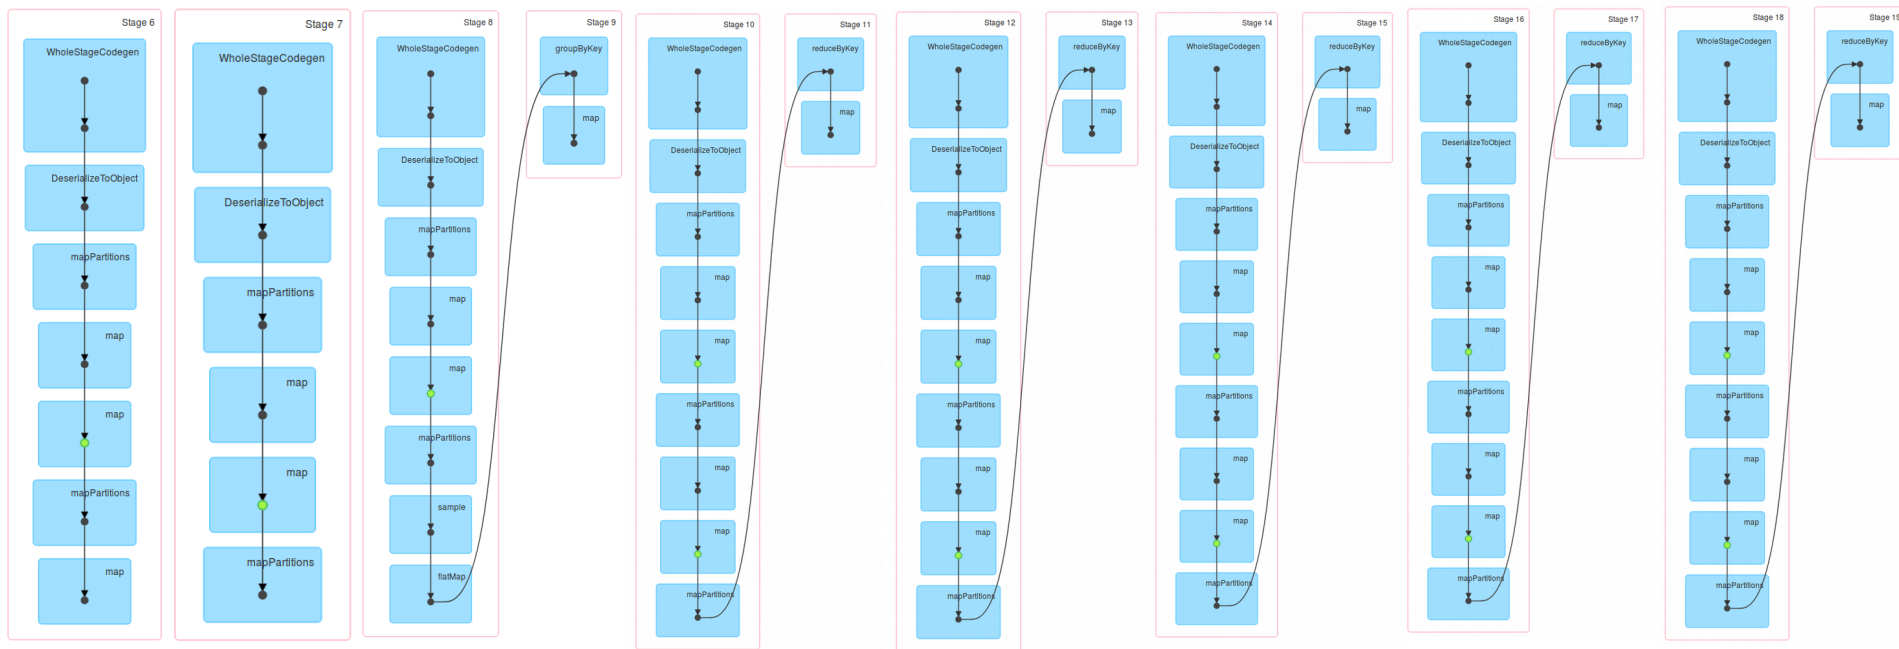 Stage 6
WholeStageCodegen
DeserializeToObject
mapPartitions
map
map
mapPartitions
map
Stage 7
WholeStageCodegen
DeserializeToObject
mapPartitions
map
map
mapPartitions
Stage 8
WholeStageCodegen
DeserializeToObject
mapPartitions
map
map
mapPartitions
sample
flatMap
Stage 9
groupByKey
map
Stage 10
WholeStageCodegen
DeserializeToObject
mapPartitions
map
map
mapPartitions
map
map
mapPartitions
Stage 11
reduceByKey
map
Stage 12
WholeStageCodegen
DeserializeToObject
mapPartitions
map
map
mapPartitions
map
map
mapPartitions
Stage 13
reduceByKey
map
Stage 14
WholeStageCodegen
DeserializeToObject
mapPartitions
map
map
mapPartitions
map
map
mapPartitions
Stage 15
reduceByKey
map
Stage 16
WholeStageCodegen
DeserializeToObject
mapPartitions
map
map
mapPartitions
map
map
mapPartitions
Stage 17
reduceByKey
map
Stage 18
WholeStageCodegen
DeserializeToObject
mapPartitions
map
map
mapPartitions
map
map
mapPartitions
Stage 19
reduceByKey
map